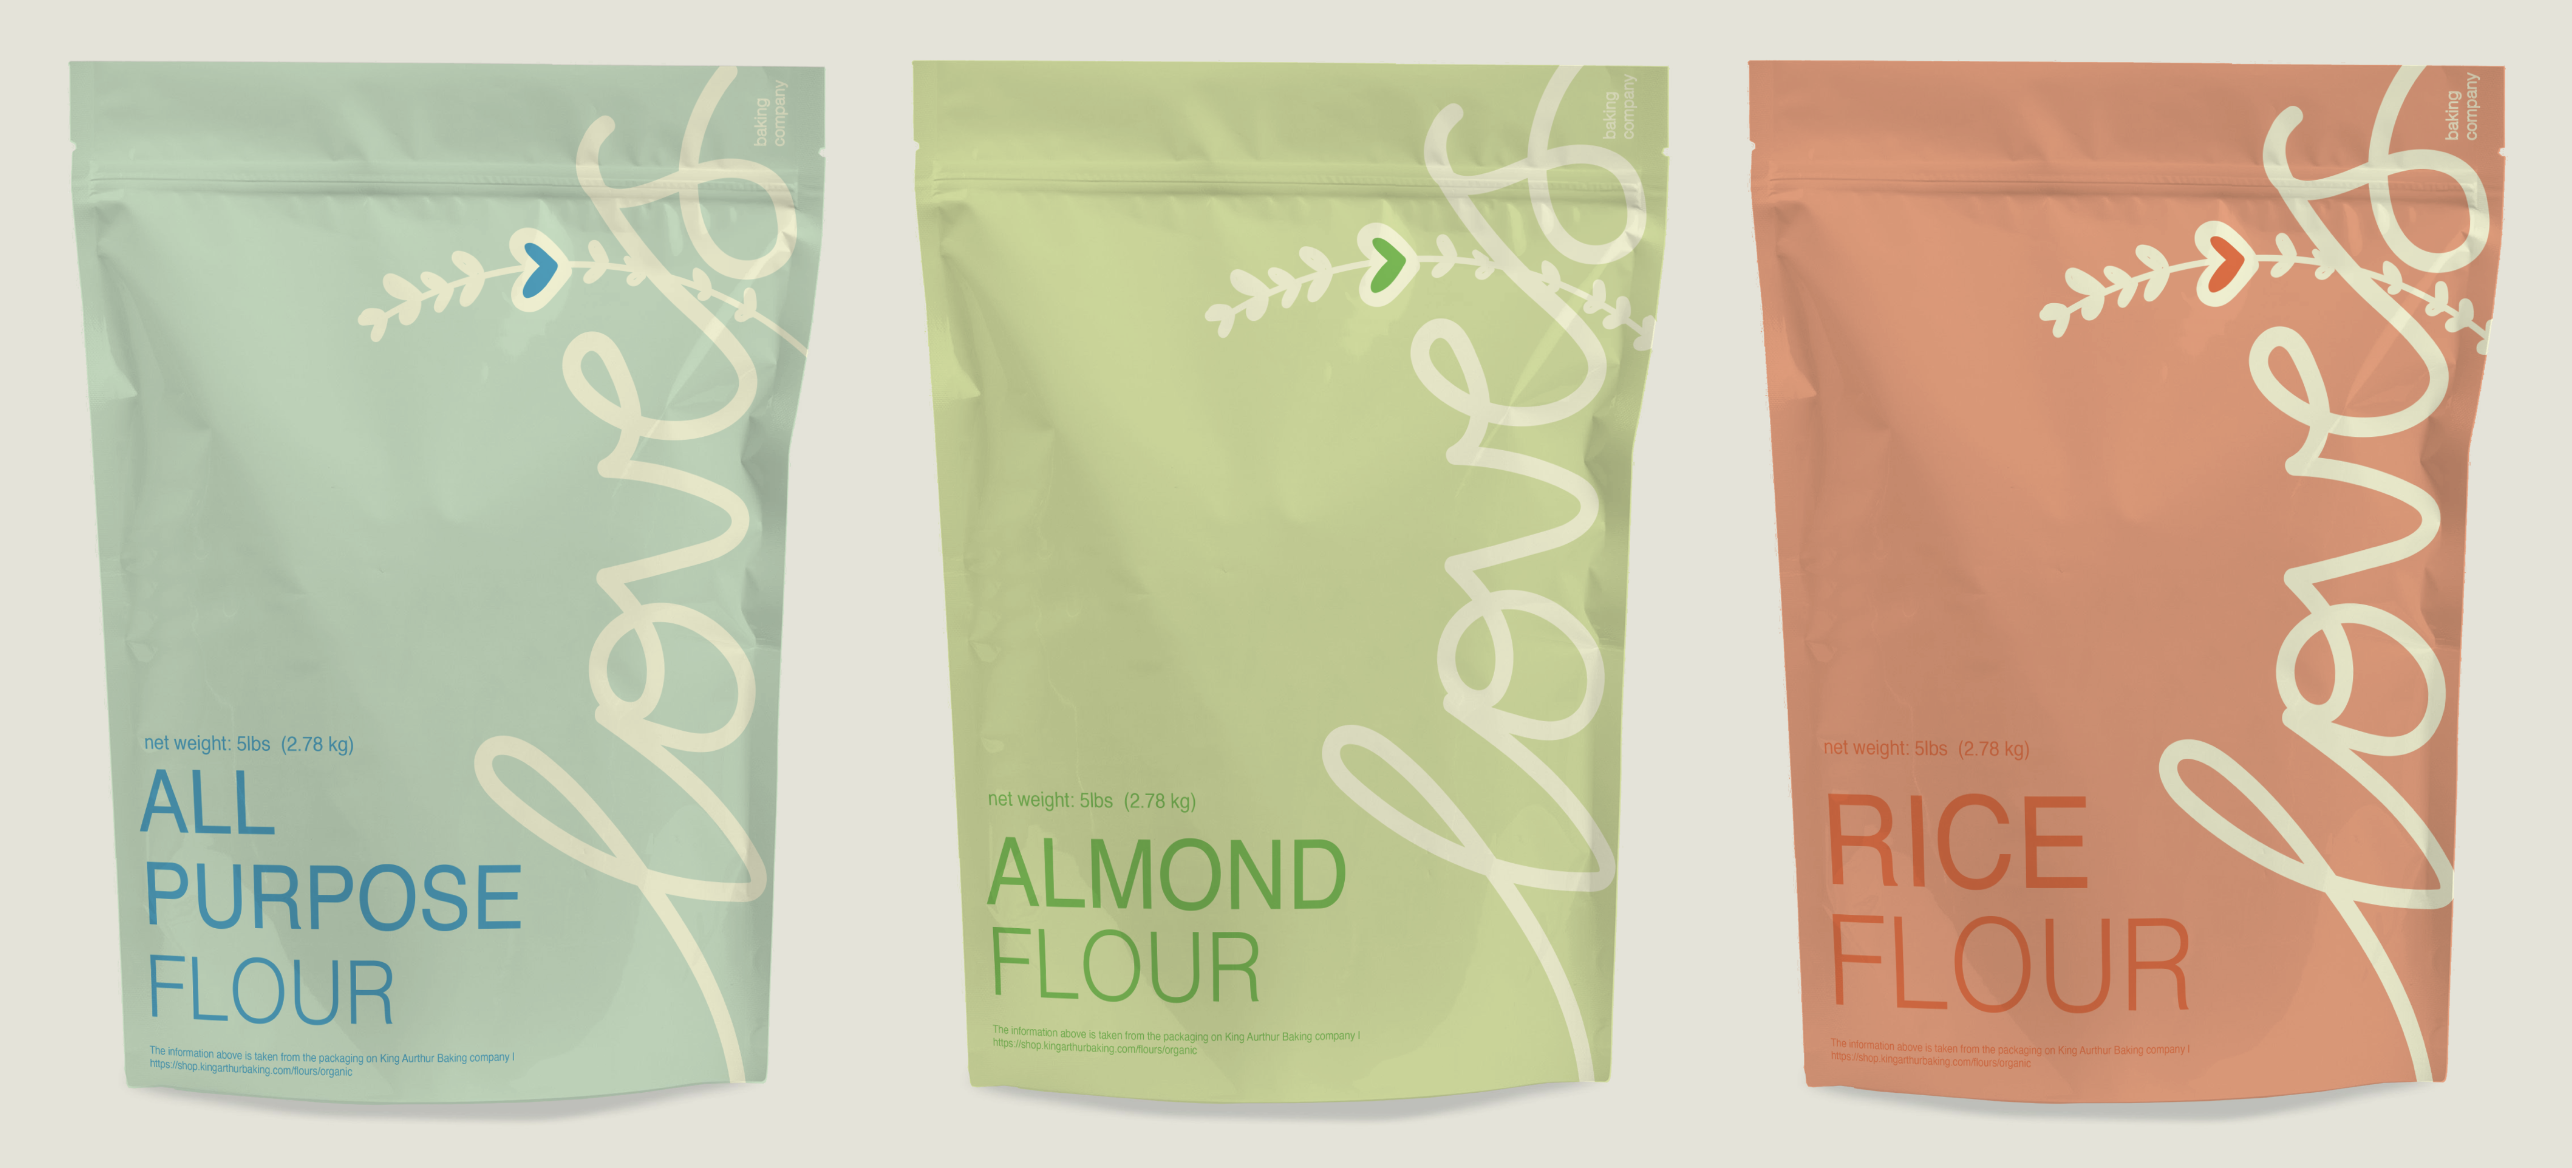 baking
company
love
net weight: 5lbs (2.78 kg)
ALL
PURPOSE
FLOUR
The information above is taken from the packaging on King Aurthur Baking company I
https://shop.kingarthurbaking.com/flours/organic
baking
company
love
net weight: 5lbs (2.78 kg)
ALMOND
FLOUR
The information above is taken from the packaging on King Aurthur Baking company I
https://shop.kingarthurbaking.com/flours/organic
baking
company
love
net weight: 5lbs (2.78 kg)
RICE
FLOUR
The information above is taken from the packaging on King Aurthur Baking company I
https://shop.kingarthurbaking.com/flours/organic